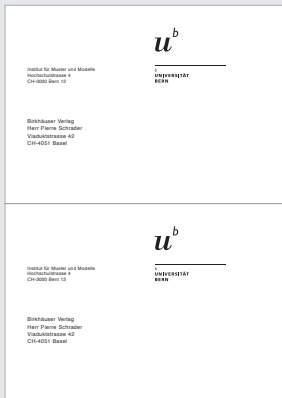 u^b
Institut für Muster und Modelle
Hochschulstrasse 4
CH-3000 Bern 12
b
UNIVERSITÄT
BERN
Birkhäuser Verlag
Herr Pierre Schrader
Viaduktstrasse 42
CH-4051 Basel
u^b
Institut für Muster und Modelle
Hochschulstrasse 4
CH-3000 Bern 12
b
UNIVERSITÄT
BERN
Birkhäuser Verlag
Herr Pierre Schrader
Viaduktstrasse 42
CH-4051 Basel